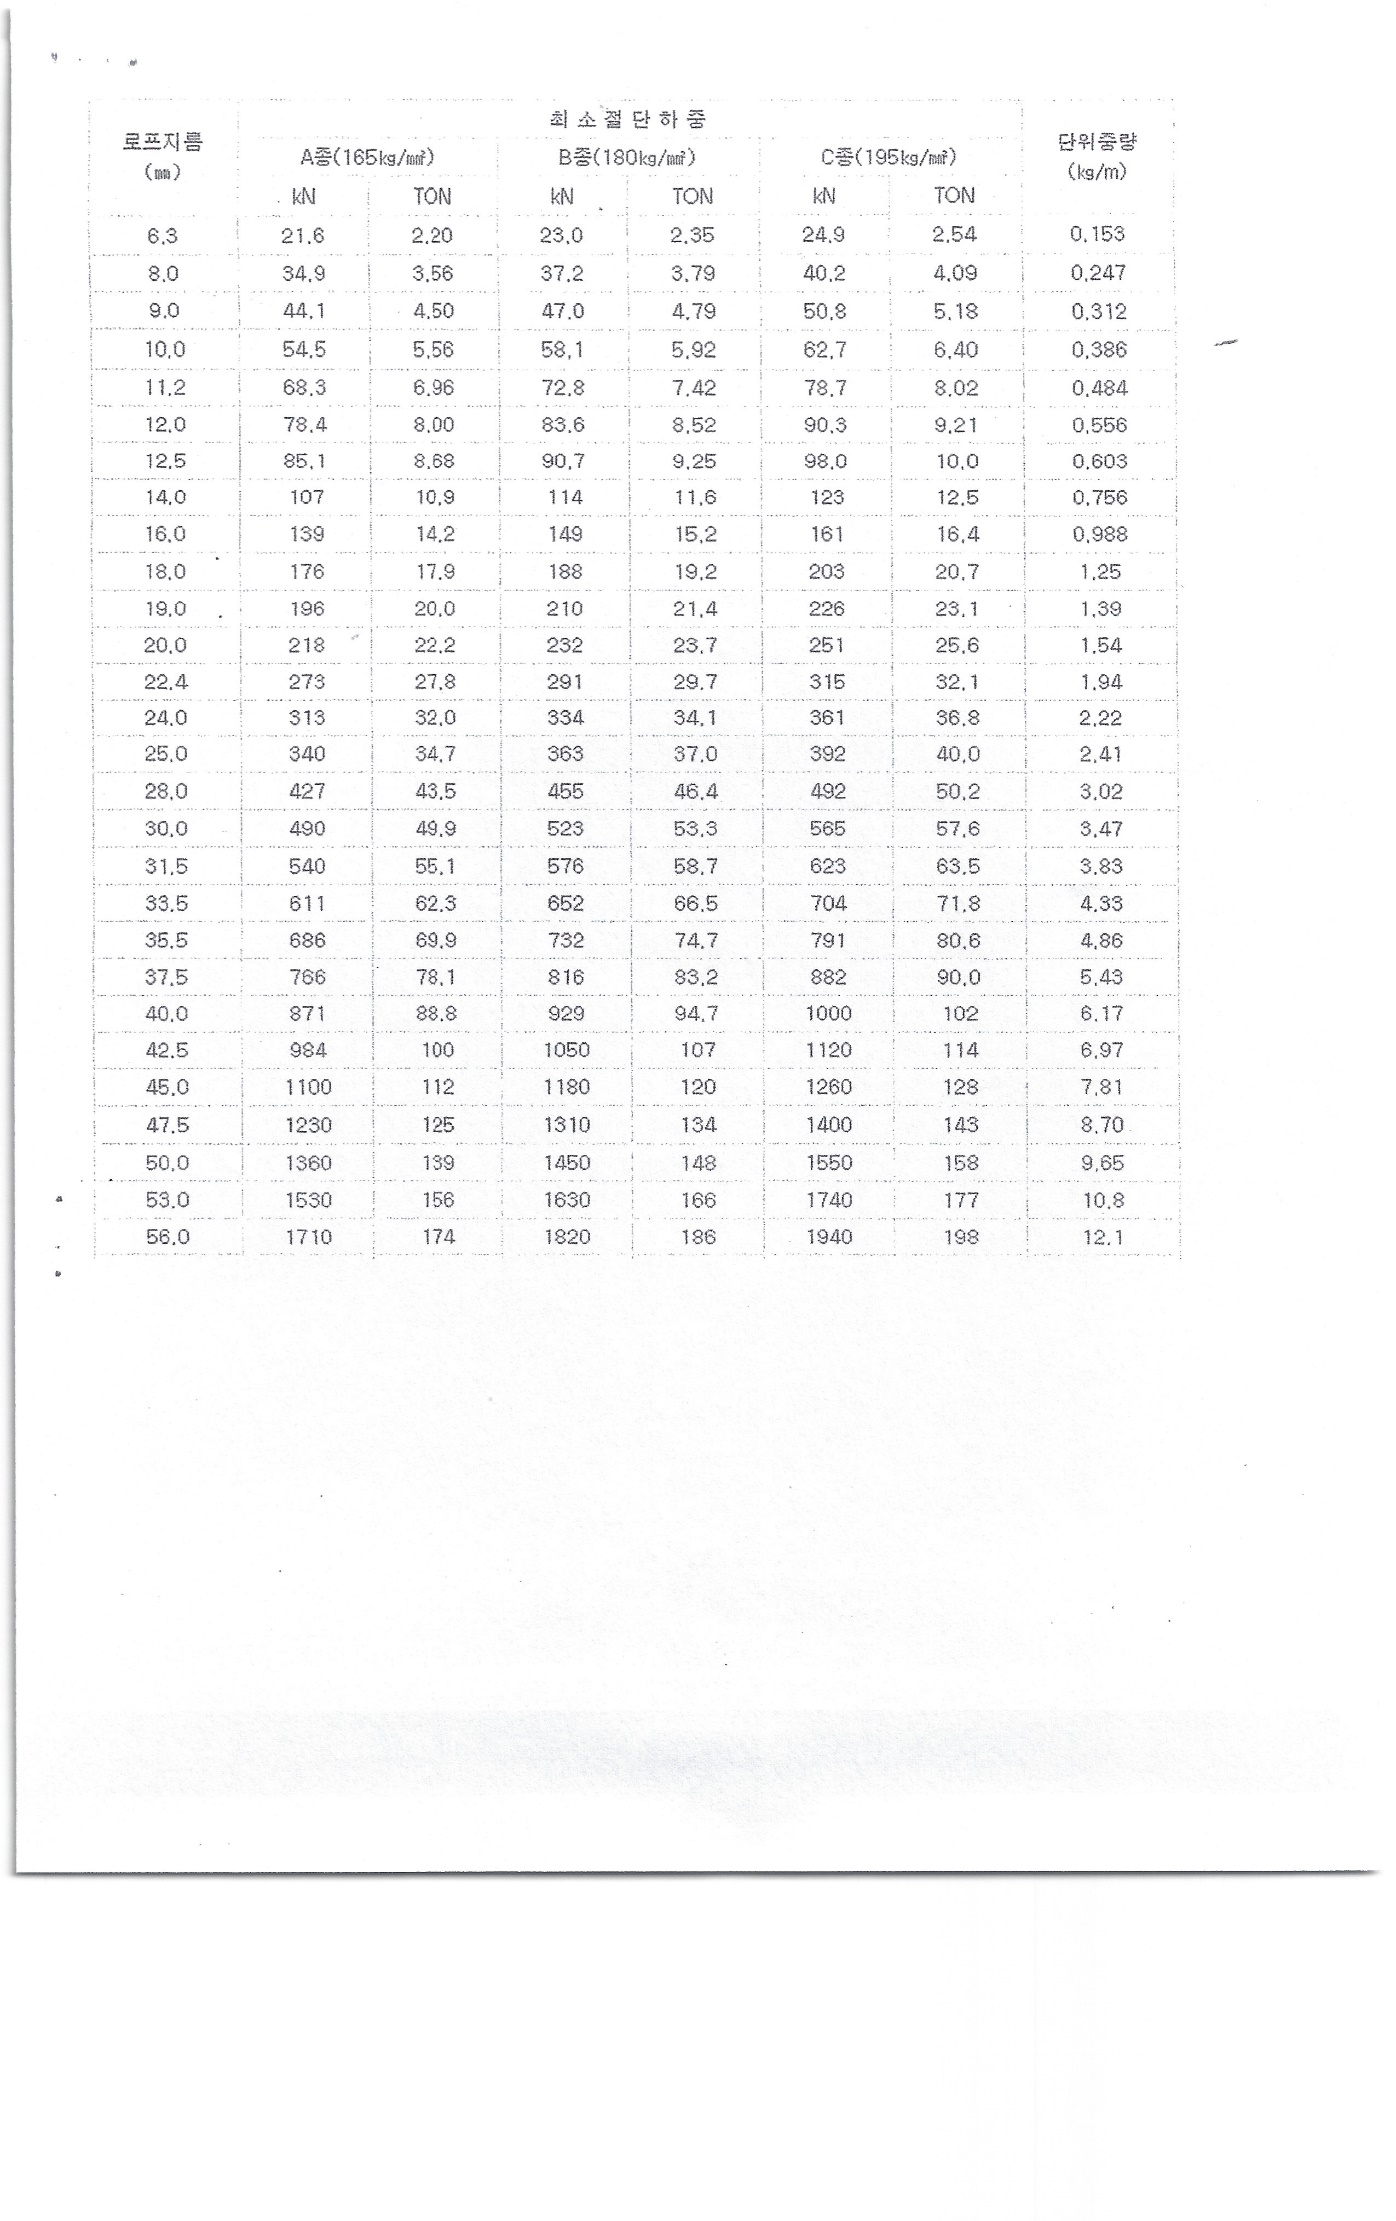 최 소 절 단 하 중
로프지름 단위중량
(㎜) A종(165kg/㎟) B종(180kg/㎟) C종(195kg/㎟) (kg/m)
kN TON kN TON kN TON
6.3 21.6 2.20 23.0 2.35 24.9 2.54 0.153
8.0 34.9 3.56 37.2 3.79 40.2 4.09 0.247
9.0 44.1 4.50 47.0 4.79 50.8 5.18 0.312
10.0 54.5 5.56 58.1 5.92 62.7 6.40 0.386
11.2 68.3 6.96 72.8 7.42 78.7 8.02 0.484
12.0 78.4 8.00 83.6 8.52 90.3 9.21 0.556
12.5 85.1 8.68 90.7 9.25 98.0 10.0 0.603
14.0 107 10.9 114 11.6 123 12.5 0.756
16.0 139 14.2 149 15.2 161 16.4 0.988
18.0 176 17.9 188 19.2 203 20.7 1.25
19.0 196 20.0 210 21.4 226 23.1 1.39
20.0 218 22.2 232 23.7 251 25.6 1.54
22.4 273 27.8 291 29.7 315 32.1 1.94
24.0 313 32.0 334 34.1 361 36.8 2.22
25.0 340 34.7 363 37.0 392 40.0 2.41
28.0 427 43.5 455 46.4 492 50.2 3.02
30.0 490 49.9 523 53.3 565 57.6 3.47
31.5 540 55.1 576 58.7 623 63.5 3.83
33.5 611 62.3 652 66.5 704 71.8 4.33
35.5 686 69.9 732 74.7 791 80.6 4.86
37.5 766 78.1 816 83.2 882 90.0 5.43
40.0 871 88.8 929 94.7 1000 102 6.17
42.5 984 100 1050 107 1120 114 6.97
45.0 1100 112 1180 120 1260 128 7.81
47.5 1230 125 1310 134 1400 143 8.70
50.0 1360 139 1450 148 1550 158 9.65
53.0 1530 156 1630 166 1740 177 10.8
56.0 1710 174 1820 186 1940 198 12.1